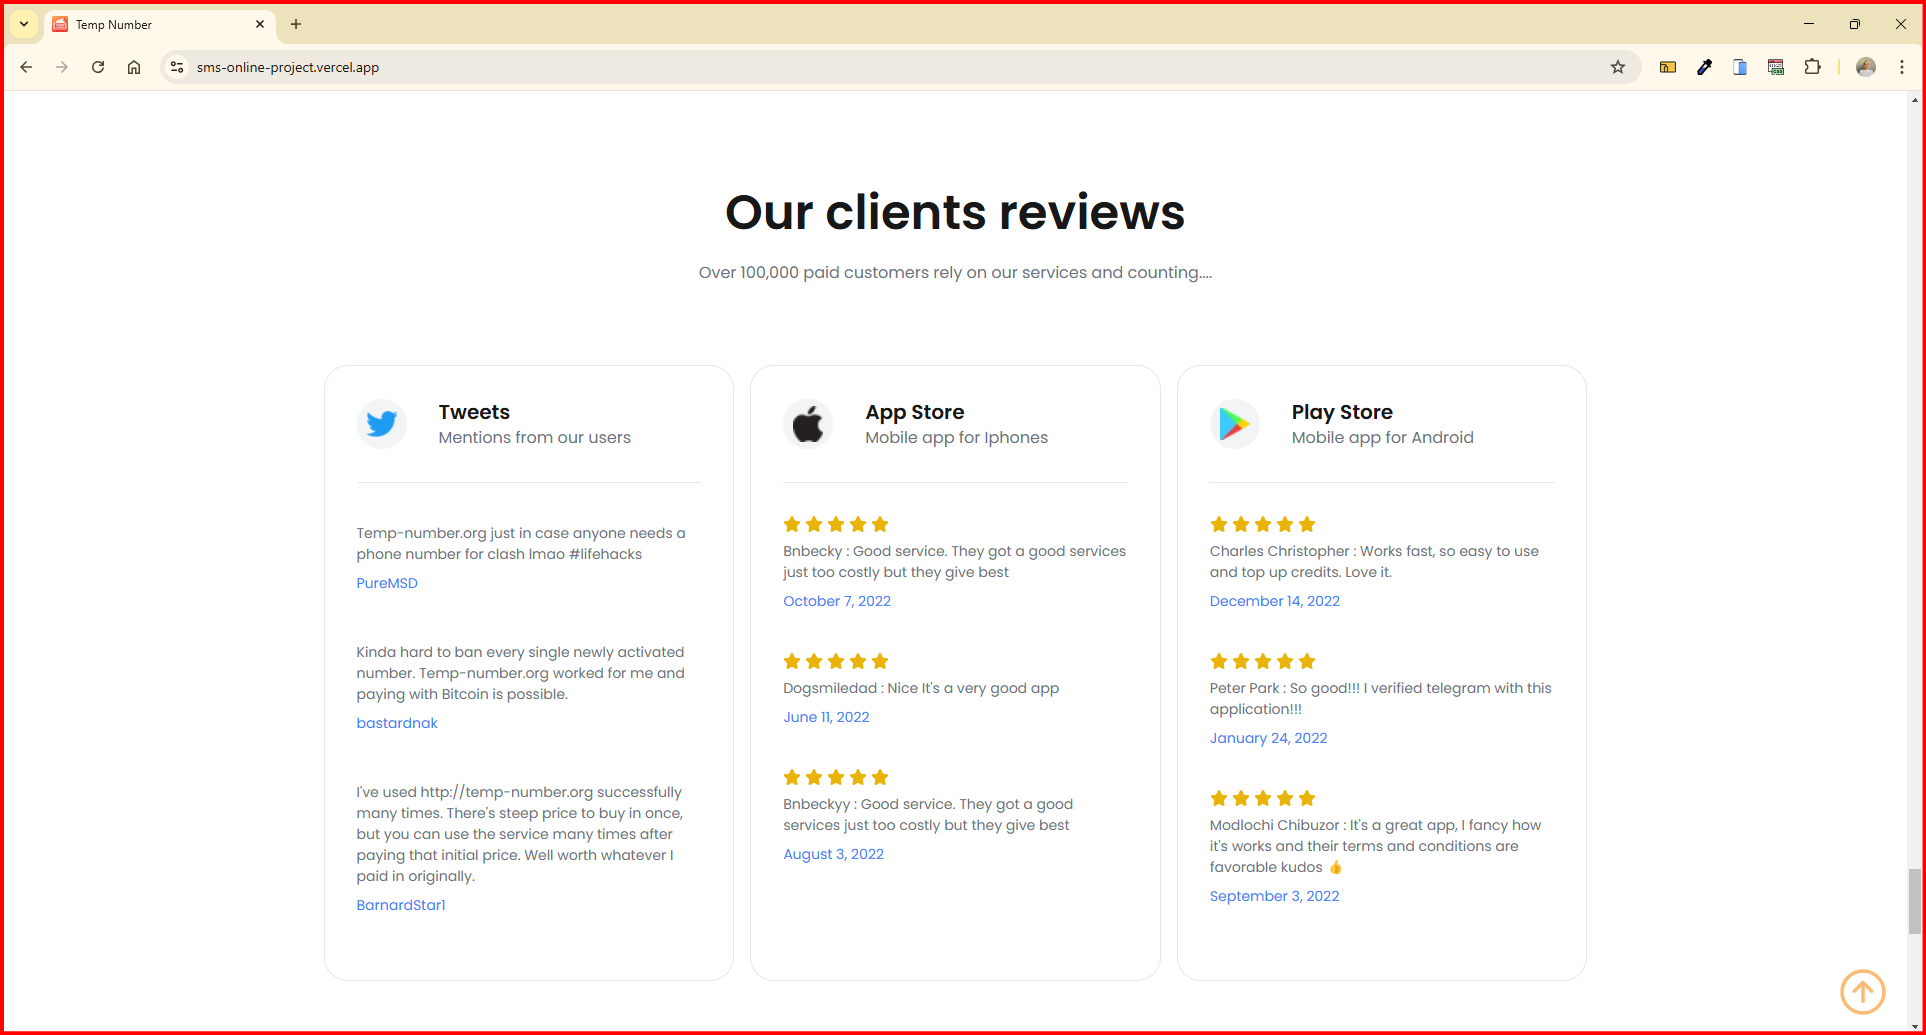 Temp Number
sms-online-project.vercel.app
Our clients reviews
Over 100,000 paid customers rely on our services and counting....
Tweets
Mentions from our users
Temp-number.org just in case anyone needs a
phone number for clash lmao #lifehacks
PureMSD
Kinda hard to ban every single newly activated
number. Temp-number.org worked for me and
paying with Bitcoin is possible.
bastardnak
I've used http://temp-number.org successfully
many times. There's steep price to buy in once,
but you can use the service many times after
paying that initial price. Well worth whatever I
paid in originally.
BarnardStar1
App Store
Mobile app for Iphones
Bnbecky : Good service. They got a good services
just too costly but they give best
October 7, 2022
Dogsmiledad : Nice It's a very good app
June 11, 2022
Bnbeckyy : Good service. They got a good
services just too costly but they give best
August 3, 2022
Play Store
Mobile app for Android
Charles Christopher : Works fast, so easy to use
and top up credits. Love it.
December 14, 2022
Peter Park : So good!!! I verified telegram with this
application!!!
January 24, 2022
Modlochi Chibuzor : It's a great app, I fancy how
it's works and their terms and conditions are
favorable kudos 👍
September 3, 2022